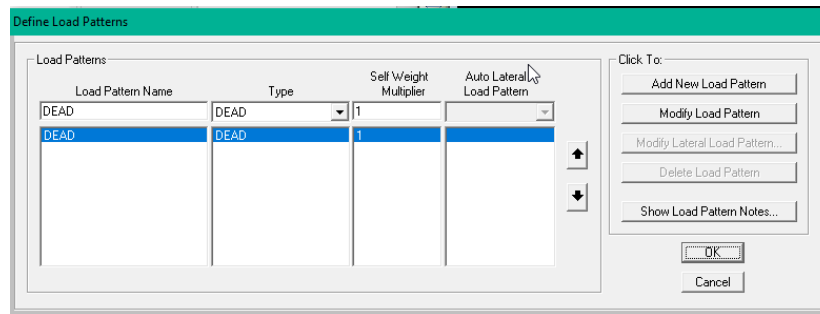 Define Load Patterns
Load Patterns
Click To:
Load Pattern Name
Type
Self Weight
Multiplier
Auto Lateral
Load Pattern
DEAD
DEAD
1
DEAD
DEAD
1
Add New Load Pattern
Modify Load Pattern
Modify Lateral Load Pattern...
Delete Load Pattern
Show Load Pattern Notes...
OK
Cancel